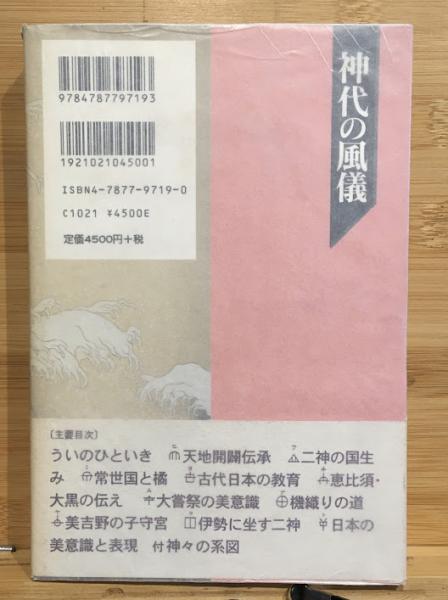 神代の風儀
9784787797193
1921021045001
ISBN4-7877-9719-0
C1021 ¥4500E
定価4500円+税
〔主要目次〕
ういのひといき 天地開闢伝承 二神の国生
み 常世国と橘 古代日本の教育 恵比須・
大黒の伝え 大嘗祭の美意識 機織りの道
美吉野の子守宮 伊勢に坐す二神 日本の
美意識と表現 付神々の系図